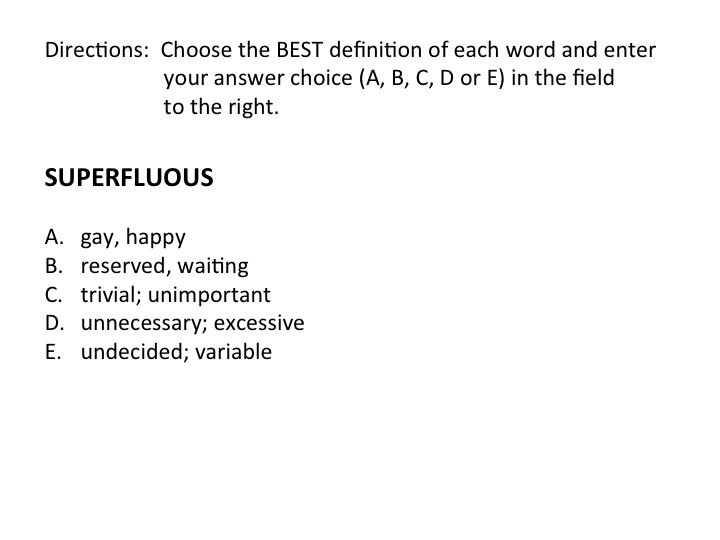 Directions: Choose the BEST definition of each word and enter
your answer choice (A, B, C, D or E) in the field
to the right.
SUPERFLUOUS
A. gay, happy
B. reserved, waiting
C. trivial; unimportant
D. unnecessary; excessive
E. undecided; variable